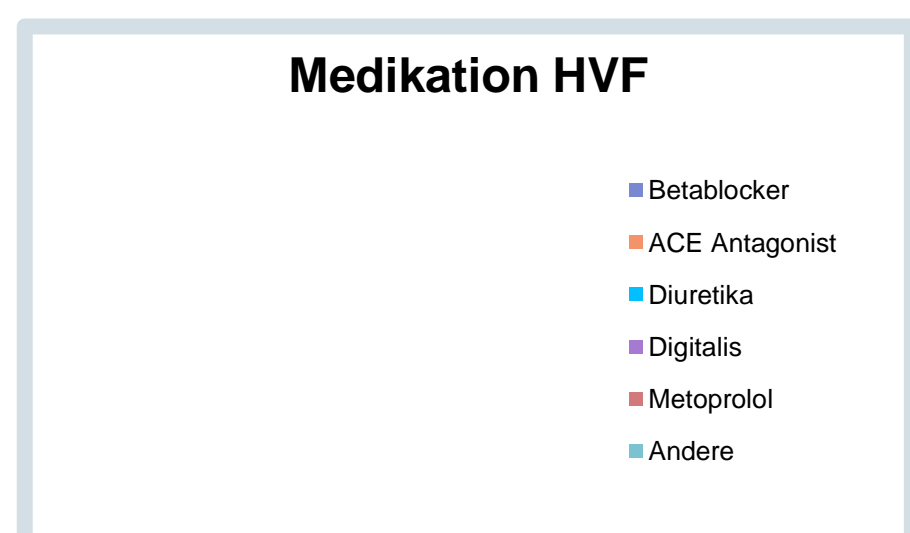 Medikation HVF
Betablocker
ACE Antagonist
Diuretika
Digitalis
Metoprolol
Andere